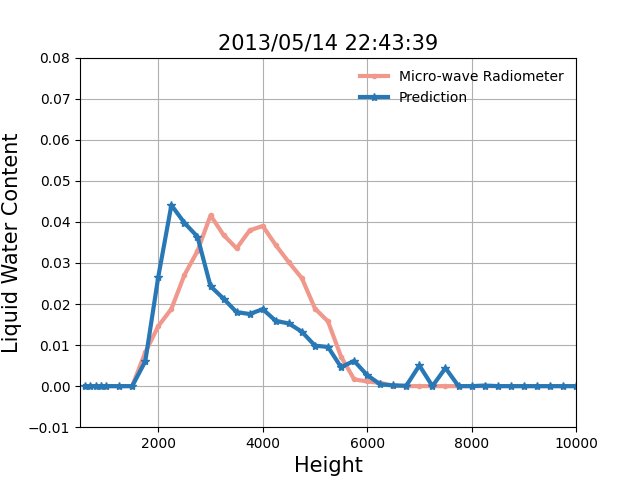 2013/05/14 22:43:39
Micro-wave Radiometer
Prediction
Liquid Water Content
0.08
0.07
0.06
0.05
0.04
0.03
0.02
0.01
0.00
−0.01
2000 4000 6000 8000 10000
Height